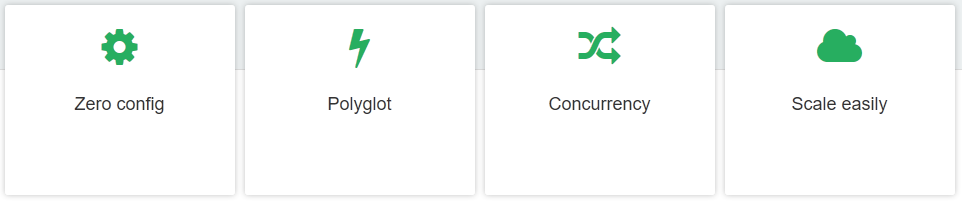 Zero config
Polyglot
Concurrency
Scale easily